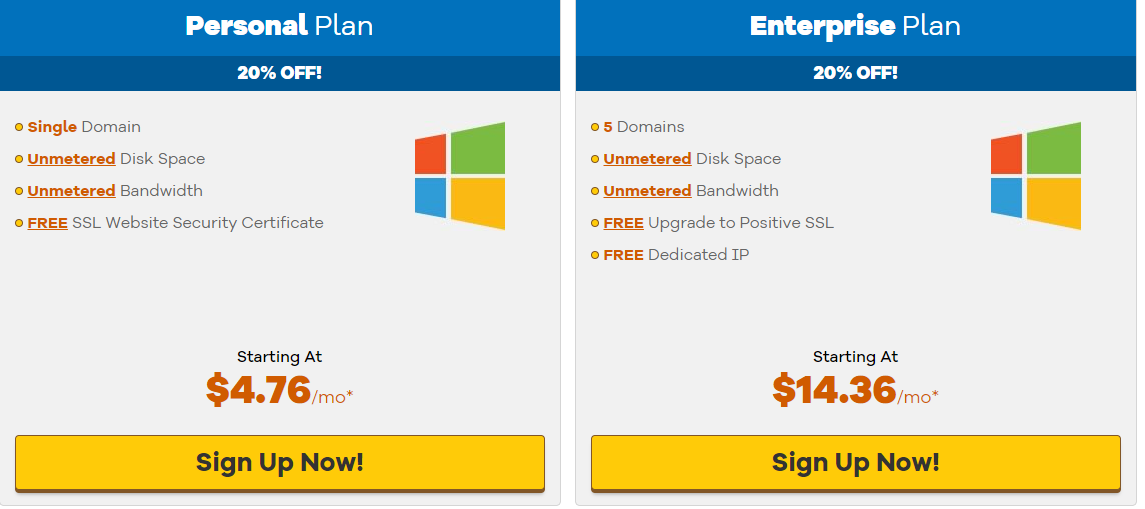 Personal Plan
20% OFF!
Single Domain
Unmetered Disk Space
Unmetered Bandwidth
FREE SSL Website Security Certificate
Starting At
$4.76/mo*
Sign Up Now!
Enterprise Plan
20% OFF!
5 Domains
Unmetered Disk Space
Unmetered Bandwidth
FREE Upgrade to Positive SSL
FREE Dedicated IP
Starting At
$14.36/mo*
Sign Up Now!